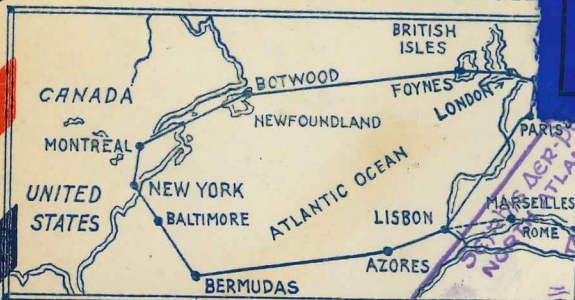 BRITISH
ISLES
BOTWOOD
FOYNES
CANADA
LONDON
NEWFOUNDLAND
PARIS
MONTREAL
ATLANTIC OCEAN
UNITED
STATES
NEW YORK
MARSEILLES
BALTIMORE
LISBON
ROME
AZORES
BERMUDAS